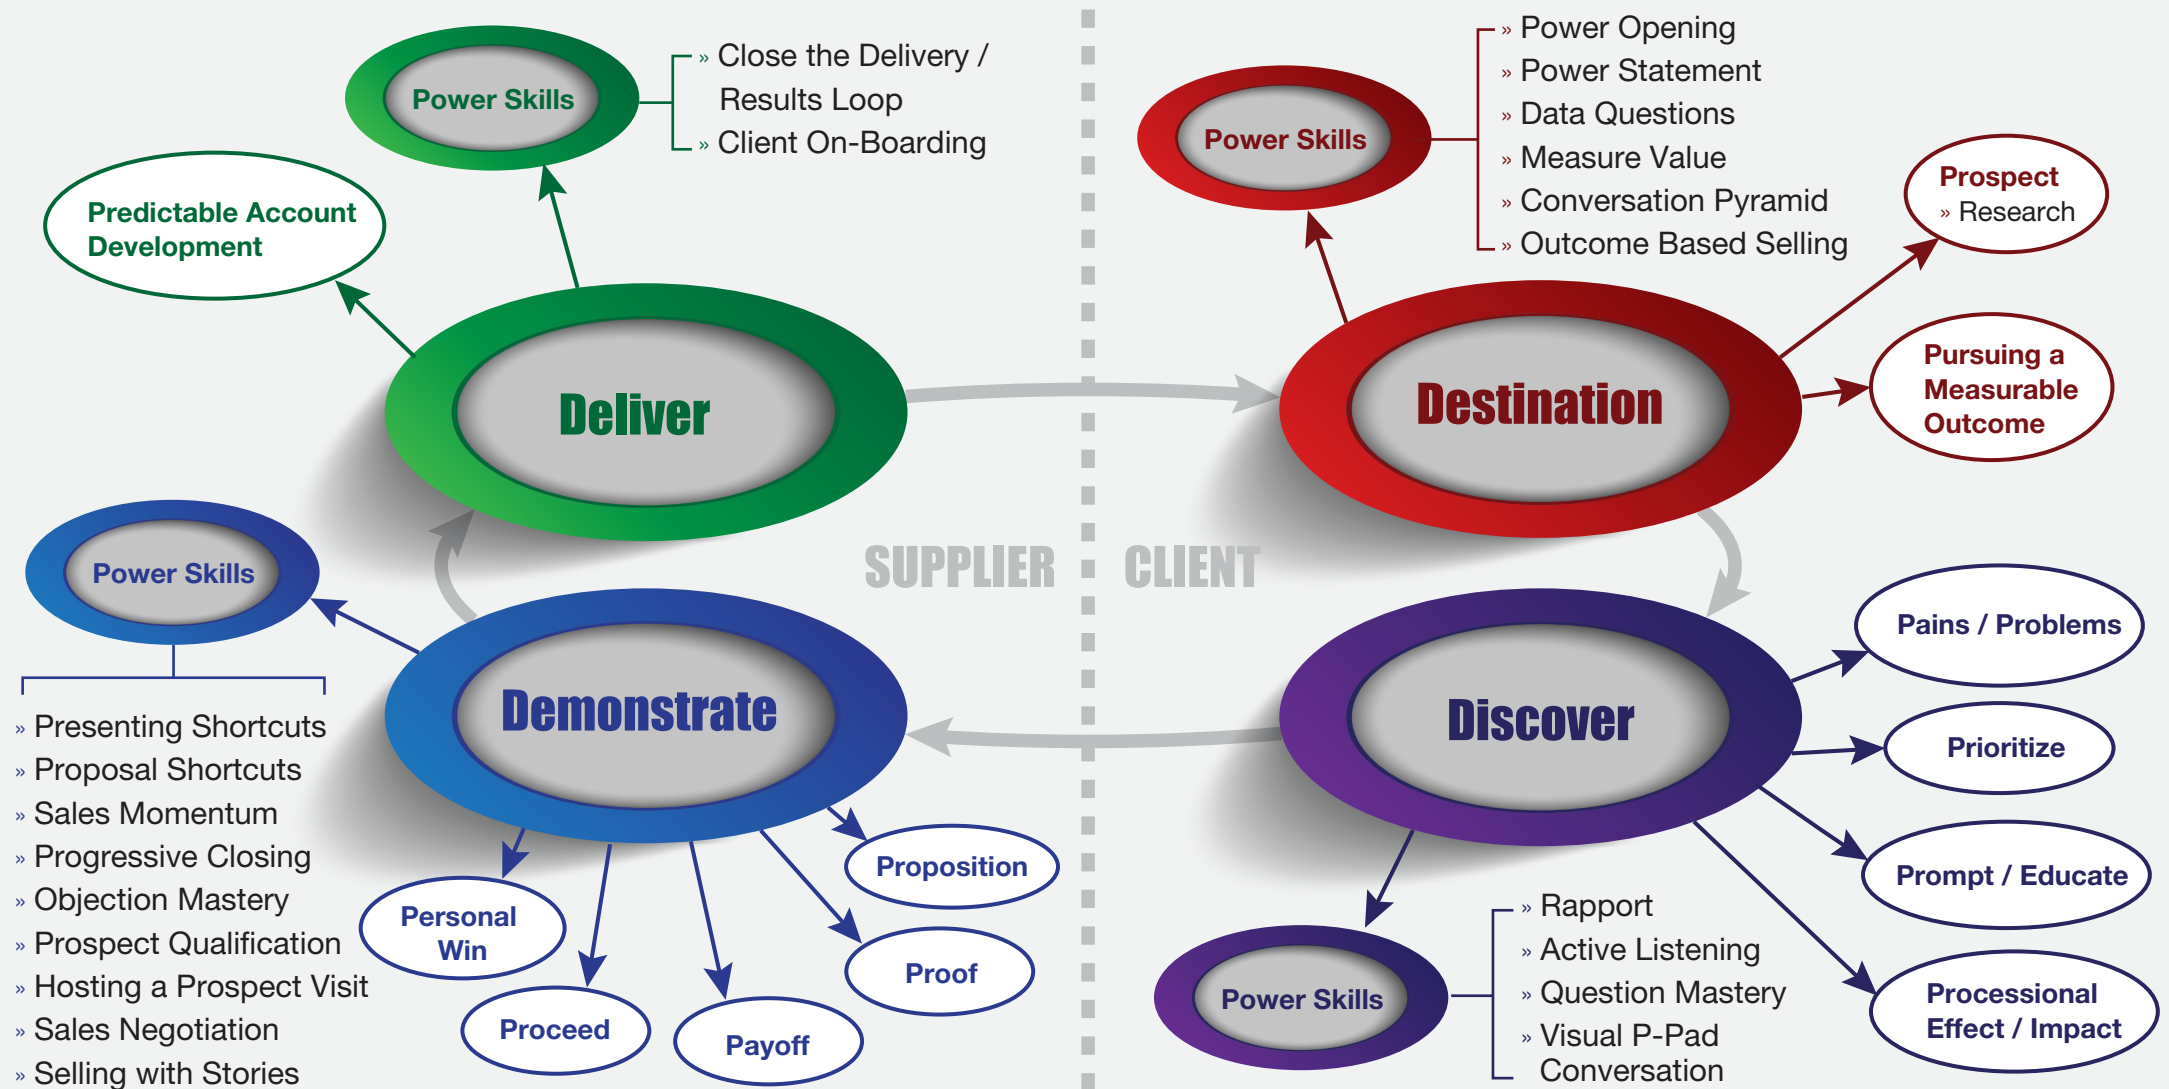 Power Skills
» Close the Delivery /
Results Loop
» Client On-Boarding
Predictable Account
Development
Deliver
Power Skills
» Power Opening
» Power Statement
» Data Questions
» Measure Value
» Conversation Pyramid
» Outcome Based Selling
Prospect
» Research
Pursuing a
Measurable
Outcome
Destination
SUPPLIER
CLIENT
Power Skills
» Presenting Shortcuts
» Proposal Shortcuts
» Sales Momentum
» Progressive Closing
» Objection Mastery
» Prospect Qualification
» Hosting a Prospect Visit
» Sales Negotiation
» Selling with Stories
Demonstrate
Personal
Win
Proceed
Payoff
Proof
Proposition
Discover
Pains / Problems
Prioritize
Prompt / Educate
Processional
Effect / Impact
Power Skills
» Rapport
» Active Listening
» Question Mastery
» Visual P-Pad
Conversation